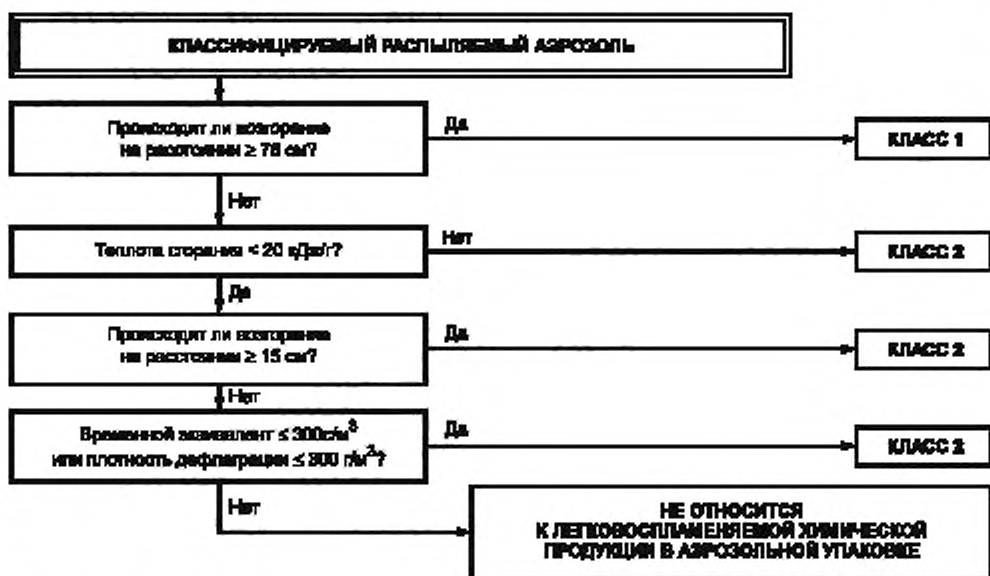 КЛАССИФИЦИРУЕМЫЙ РАСПЫЛЯЕМЫЙ АЭРОЗОЛЬ
Происходит ли возгорание
на расстоянии ≥ 75 см?
Да
КЛАСС 1
Нет
Теплота сгорания < 20 кДж/г?
Нет
КЛАСС 2
Да
Происходит ли возгорание
на расстоянии ≥ 15 см?
Да
КЛАСС 2
Нет
Временной эквивалент ≤ 300с/м³
или плотность дефлаграции ≤ 300 г/м³?
Да
КЛАСС 2
Нет
НЕ ОТНОСИТСЯ
К ЛЕГКОВОСПЛАМЕНЯЕМОЙ ХИМИЧЕСКОЙ
ПРОДУКЦИИ В АЭРОЗОЛЬНОЙ УПАКОВКЕ